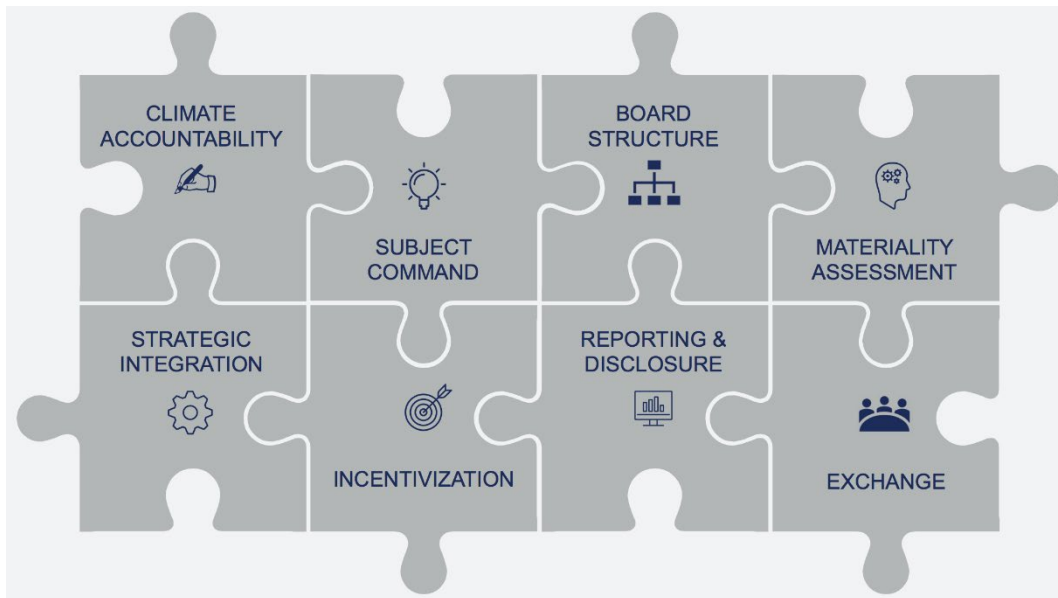 CLIMATE
ACCOUNTABILITY
SUBJECT
COMMAND
BOARD
STRUCTURE
MATERIALITY
ASSESSMENT
STRATEGIC
INTEGRATION
INCENTIVIZATION
REPORTING &
DISCLOSURE
EXCHANGE